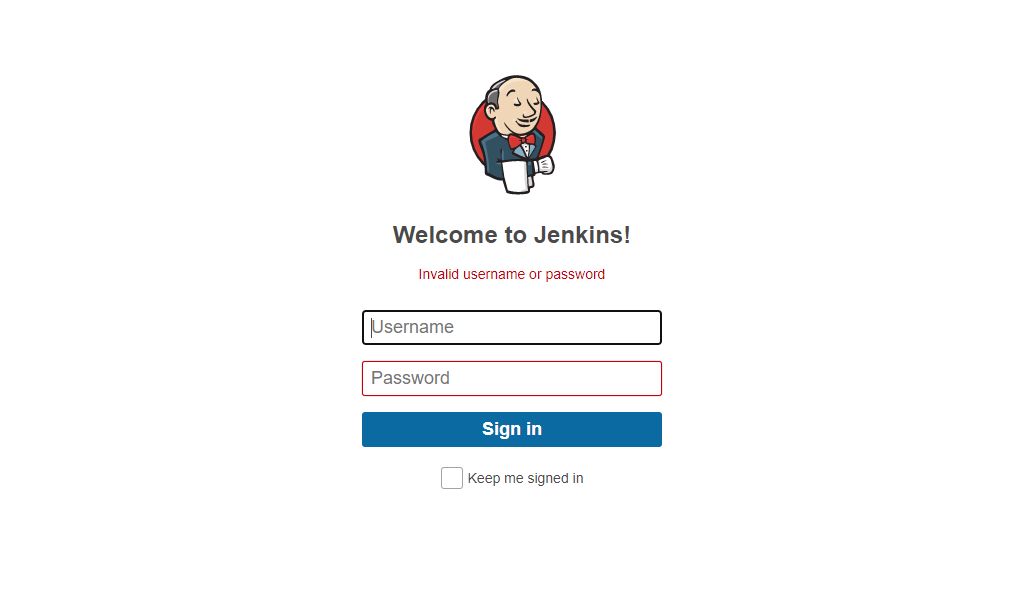 Welcome to Jenkins!
Invalid username or password
Username
Password
Sign in
Keep me signed in